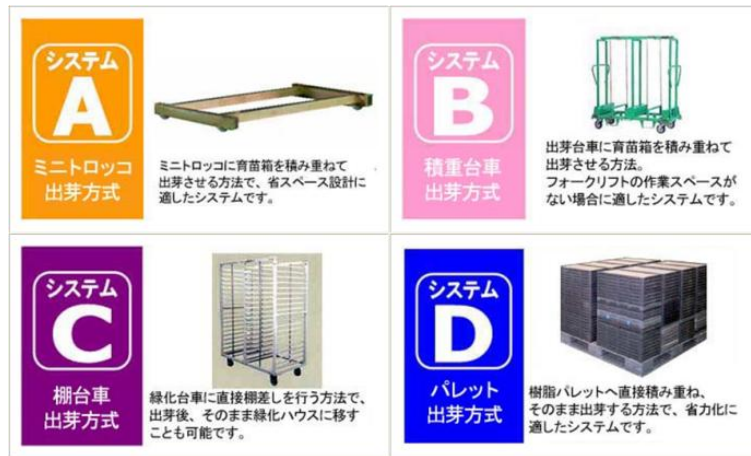 システム
A
ミニトロッコ
出芽方式
ミニトロッコに育苗箱を積み重ねて
出芽させる方法で、省スペース設計に
適したシステムです。
システム
B
積重台車
出芽方式
出芽台車に育苗箱を積み重ねて
出芽させる方法。
フォークリフトの作業スペースが
ない場合に適したシステムです。
システム
C
棚台車
出芽方式
緑化台車に直接棚差しを行う方法で、
出芽後、そのまま緑化ハウスに移す
ことも可能です。
システム
D
パレット
出芽方式
樹脂パレットへ直接積み重ね、
そのまま出芽する方法で、省力化に
適したシステムです。